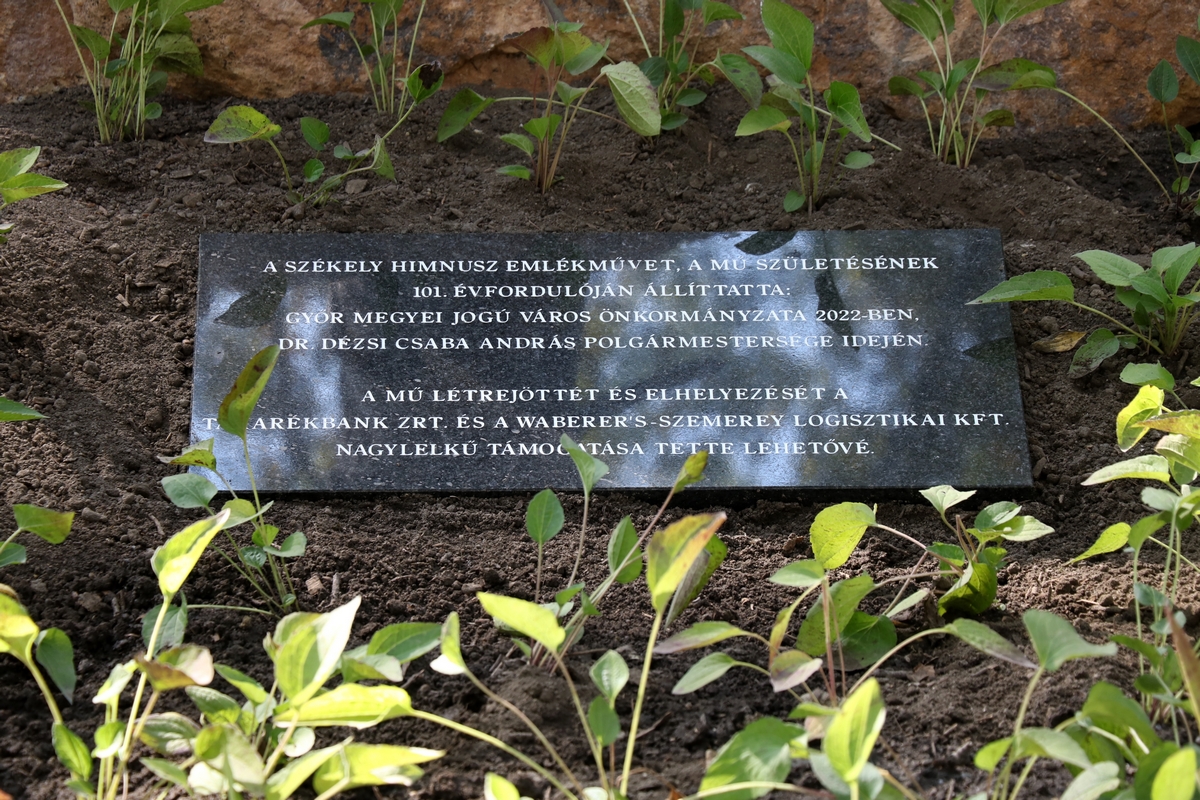 A SZÉKELY HIMNUSZ EMLÉKMŰVET, A MŰ SZÜLETÉSÉNEK
101. ÉVFORDULÓJÁN ÁLLÍTTATTA:
GYŐR MEGYEI JOGÚ VÁROS ÖNKORMÁNYZATA 2022-BEN,
DR. DÉZSI CSABA ANDRÁS POLGÁRMESTERSÉGE IDEJÉN.
A MŰ LÉTREJÖTTÉT ÉS ELHELYEZÉSÉT A
TAKARÉKBANK ZRT. ÉS A WABERER'S-SZEMEREY LOGISZTIKAI KFT.
NAGYLELKŰ TÁMOGATÁSA TETTE LEHETŐVÉ.